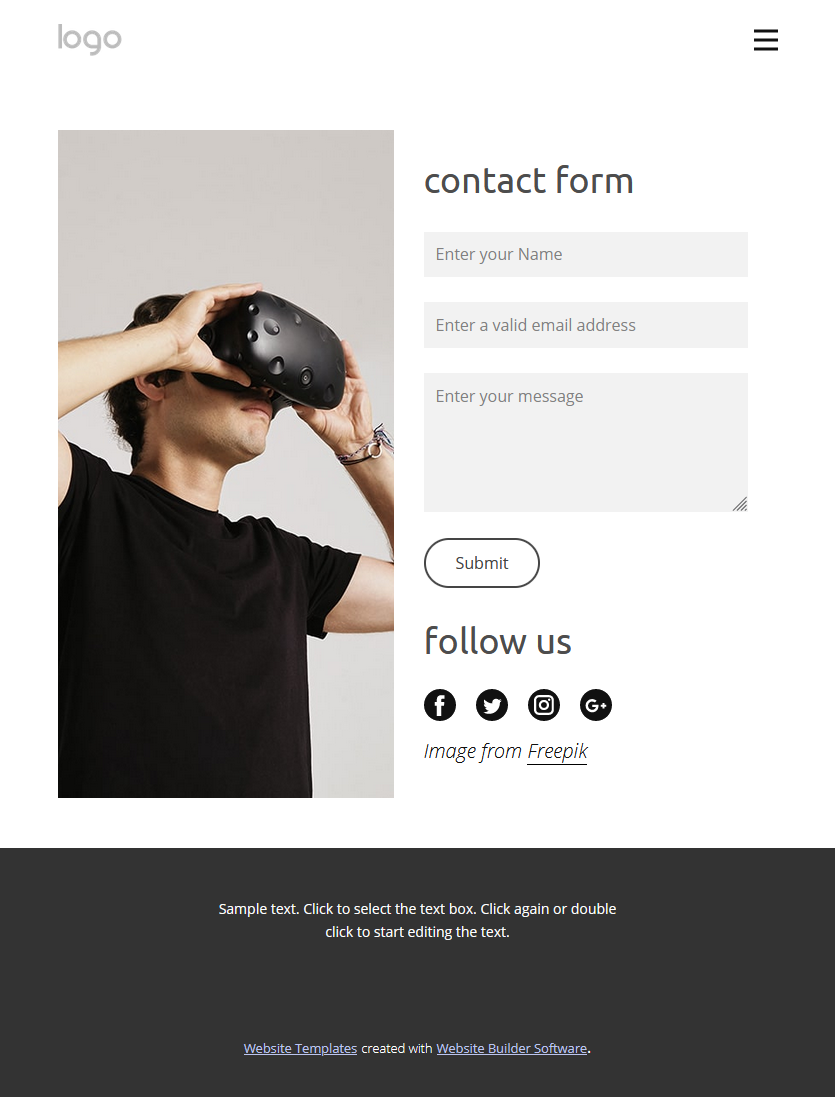 logo
contact form
Enter your Name
Enter a valid email address
Enter your message
Submit
follow us
Image from Freepik
Sample text. Click to select the text box. Click again or double
click to start editing the text.
Website Templates created with Website Builder Software.